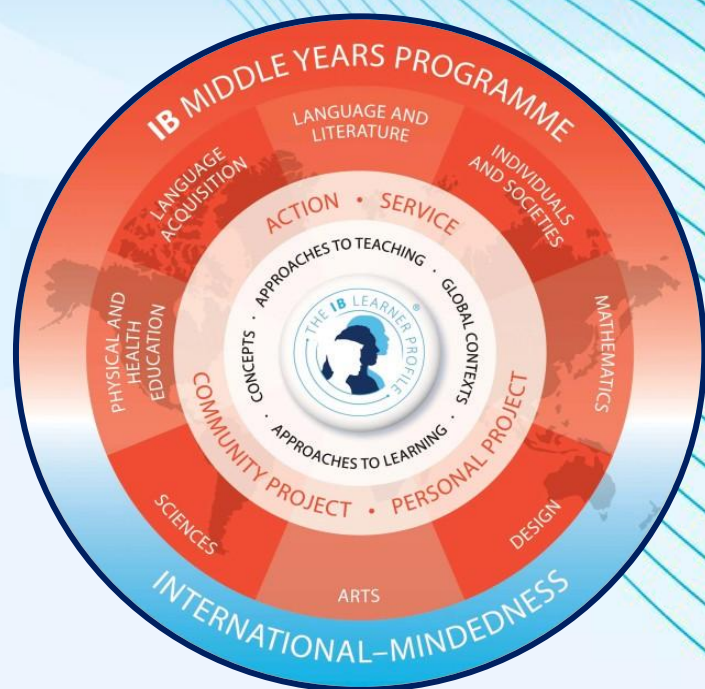 IB MIDDLE YEARS PROGRAMME
LANGUAGE AND
LITERATURE
INDIVIDUALS
AND SOCIETIES
MATHEMATICS
DESIGN
ARTS
SCIENCES
PHYSICAL AND
HEALTH
EDUCATION
LANGUAGE
ACQUISITION
ACTION • SERVICE
PERSONAL PROJECT
• COMMUNITY PROJECT
APPROACHES TO TEACHING ·
GLOBAL CONTEXTS ·
APPROACHES TO LEARNING ·
CONCEPTS ·
THE IB LEARNER PROFILE ®
INTERNATIONAL–MINDEDNESS